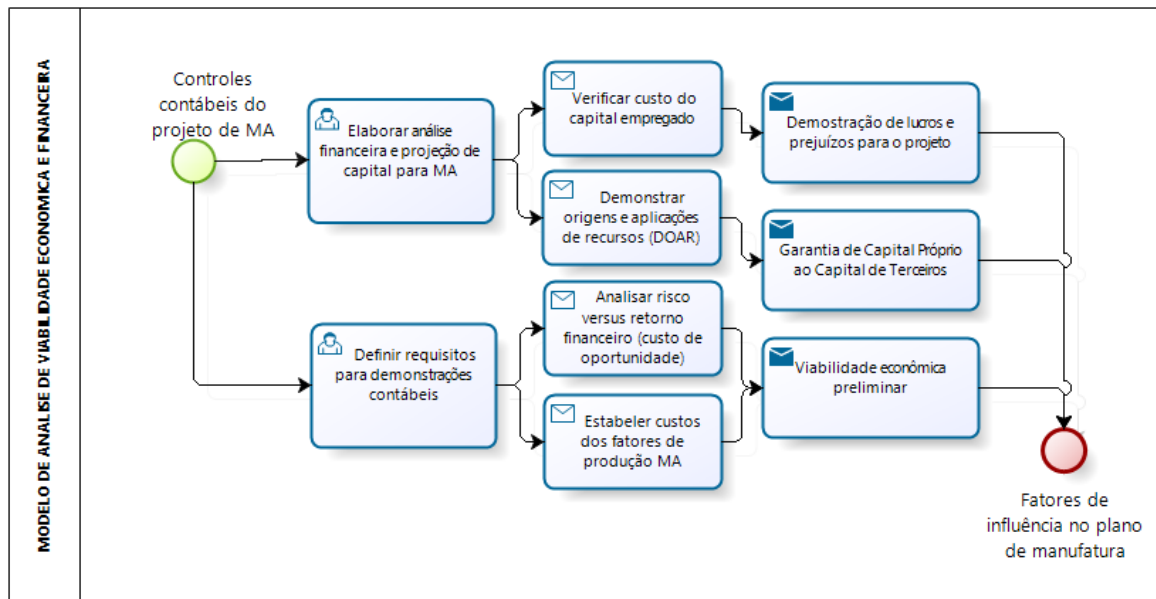 MODELO DE ANALISE DE VIABILIDADE ECONOMICA E FINANCEIRA
Controles
contábeis do
projeto de MA
Elaborar análise
financeira e projeção de
capital para MA
Verificar custo do
capital empregado
Demostração de lucros e
prejuízos para o projeto
Demonstrar
origens e aplicações
de recursos (DOAR)
Garantia de Capital Próprio
ao Capital de Terceiros
Definir requisitos
para demonstrações
contábeis
Analisar risco
versus retorno
financeiro (custo de
oportunidade)
Viabilidade econômica
preliminar
Estabeler custos
dos fatores de
produção MA
Fatores de
influência no plano
de manufatura